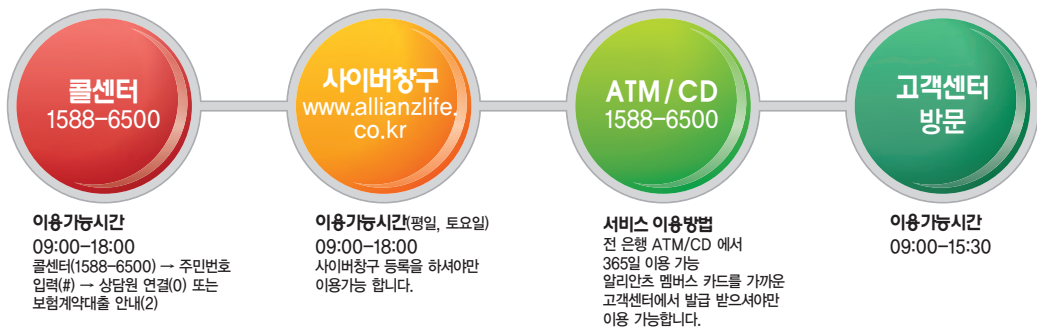 콜센터
1588-6500
사이버창구
www.allianzlife.
co.kr
ATM/CD
1588-6500
고객센터
방문
이용가능시간
09:00-18:00
콜센터(1588-6500) → 주민번호
입력(#) → 상담원 연결(0) 또는
보험계약대출 안내(2)
이용가능시간(평일, 토요일)
09:00-18:00
사이버창구 등록을 하셔야만
이용가능 합니다.
서비스 이용방법
전 은행 ATM/CD 에서
365일 이용 가능
알리안츠 멤버스 카드를 가까운
고객센터에서 발급 받으셔야만
이용 가능합니다.
이용가능시간
09:00-15:30